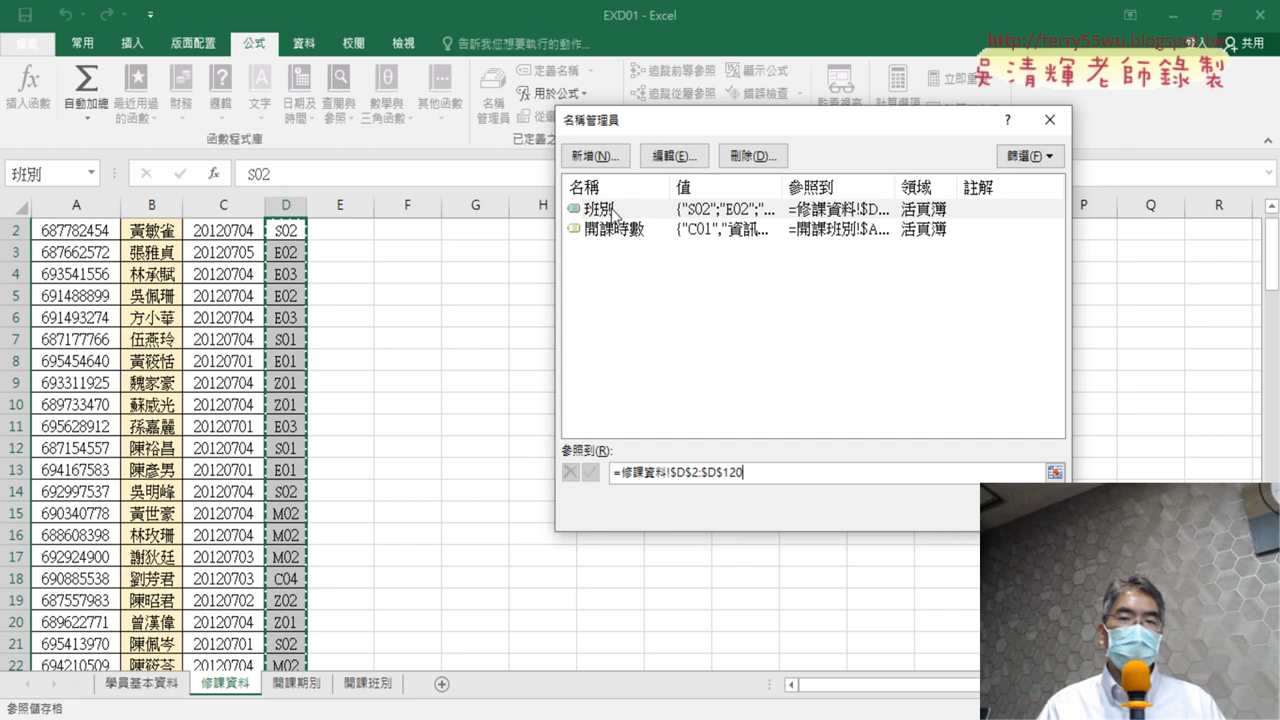 EXD01 - Excel
http://terry55wu.blogspot.tw
吳清輝老師錄製
常用 插入 版面配置 公式 資料 校閱 檢視 告訴我您想要執行的動作... 共用
插入函數 自動加總 最近用過的函數 財務 邏輯 文字 日期及時間 查閱與參照 數學與三角函數 其他函數 名稱管理員
定義名稱 用於公式 追蹤前導參照 追蹤從屬參照 顯示公式 錯誤檢查
函數程式庫
班別 fx S02
A B C D E F G H P Q R
2 687782454 黃敏雀 20120704 S02
3 687662572 張雅貞 20120705 E02
4 693541556 林承賦 20120704 E03
5 691488899 吳佩珊 20120704 E02
6 691493274 方小華 20120704 E03
7 687177766 伍燕玲 20120704 S01
8 695454640 黃筱恬 20120701 E01
9 693311925 魏家豪 20120704 Z01
10 689733470 蘇威光 20120704 Z01
11 695628912 孫嘉麗 20120701 E03
12 687154557 陳裕昌 20120704 S01
13 694167583 陳彥男 20120701 E01
14 692997537 吳明峰 20120704 S02
15 690340778 黃世豪 20120704 M02
16 688608398 林玫珊 20120704 M02
17 692924900 謝狄廷 20120703 M02
18 690885538 劉芳君 20120703 C04
19 687557983 陳昭君 20120702 Z02
20 689622771 曾漢偉 20120704 Z01
21 695413970 陳佩岑 20120701 S02
22 694210509 陳筱芩 20120704 M02
名稱管理員
新增(N)... 編輯(E)... 刪除(D)... 篩選(F)
名稱 值 參照到 領域 註解
班別 {"S02";"E02";"... =修課資料!$D... 活頁簿
開課時數 {"C01","資訊... =開課班別!$A... 活頁簿
參照到(R):
=修課資料!$D$2:$D$120
學員基本資料 修課資料 開課期別 開課班別
參照儲存格